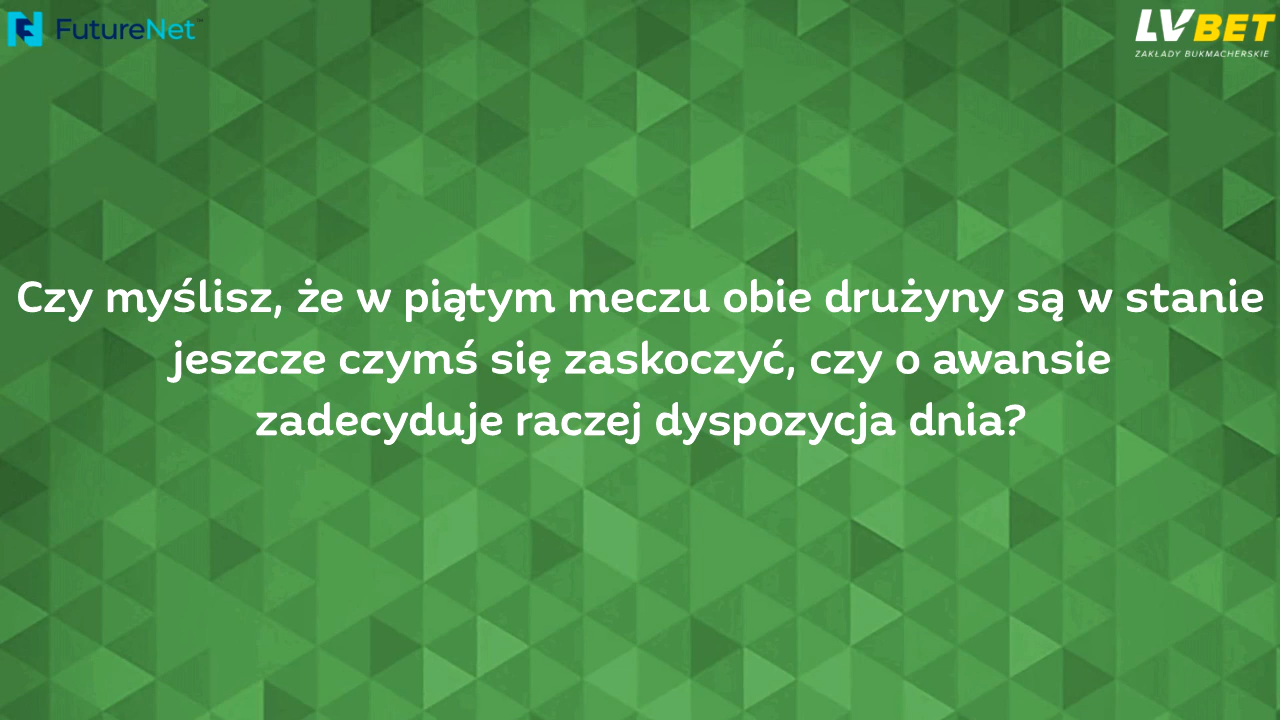 FutureNet™
LVBET
ZAKŁADY BUKMACHERSKIE
Czy myślisz, że w piątym meczu obie drużyny są w stanie
jeszcze czymś się zaskoczyć, czy o awansie
zadecyduje raczej dyspozycja dnia?